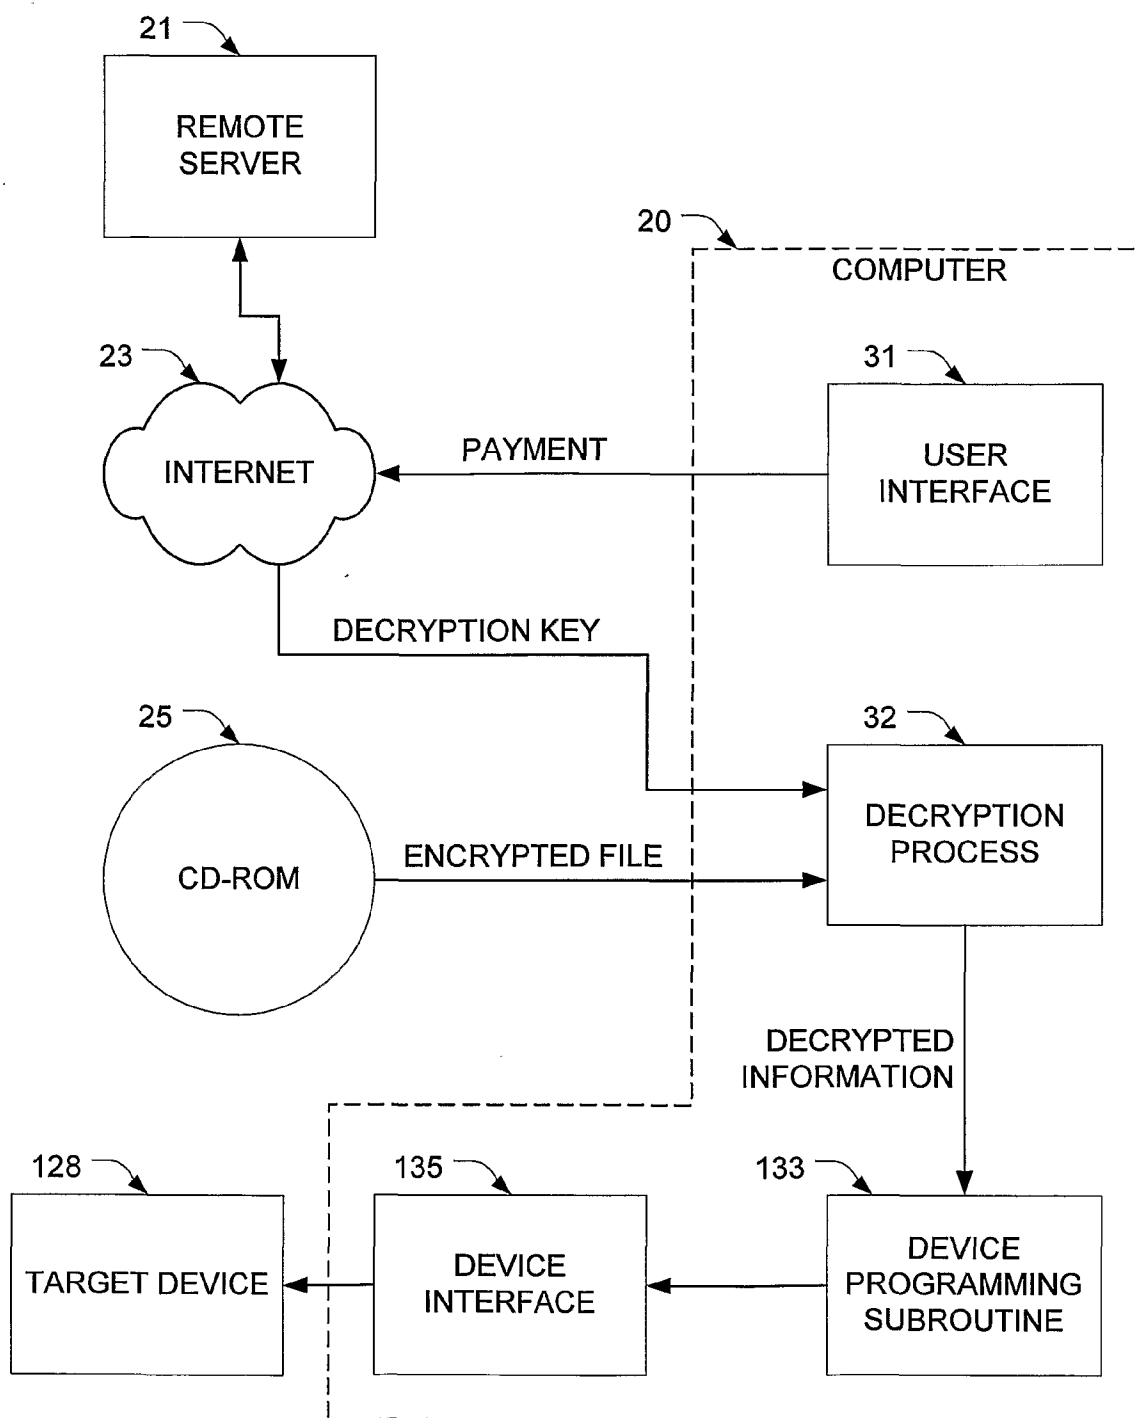 21
REMOTE
SERVER
20
COMPUTER
23
31
INTERNET
PAYMENT
USER
INTERFACE
DECRYPTION KEY
25
32
CD-ROM
ENCRYPTED FILE
DECRYPTION
PROCESS
DECRYPTED
INFORMATION
128
135
133
TARGET DEVICE
DEVICE
INTERFACE
DEVICE
PROGRAMMING
SUBROUTINE